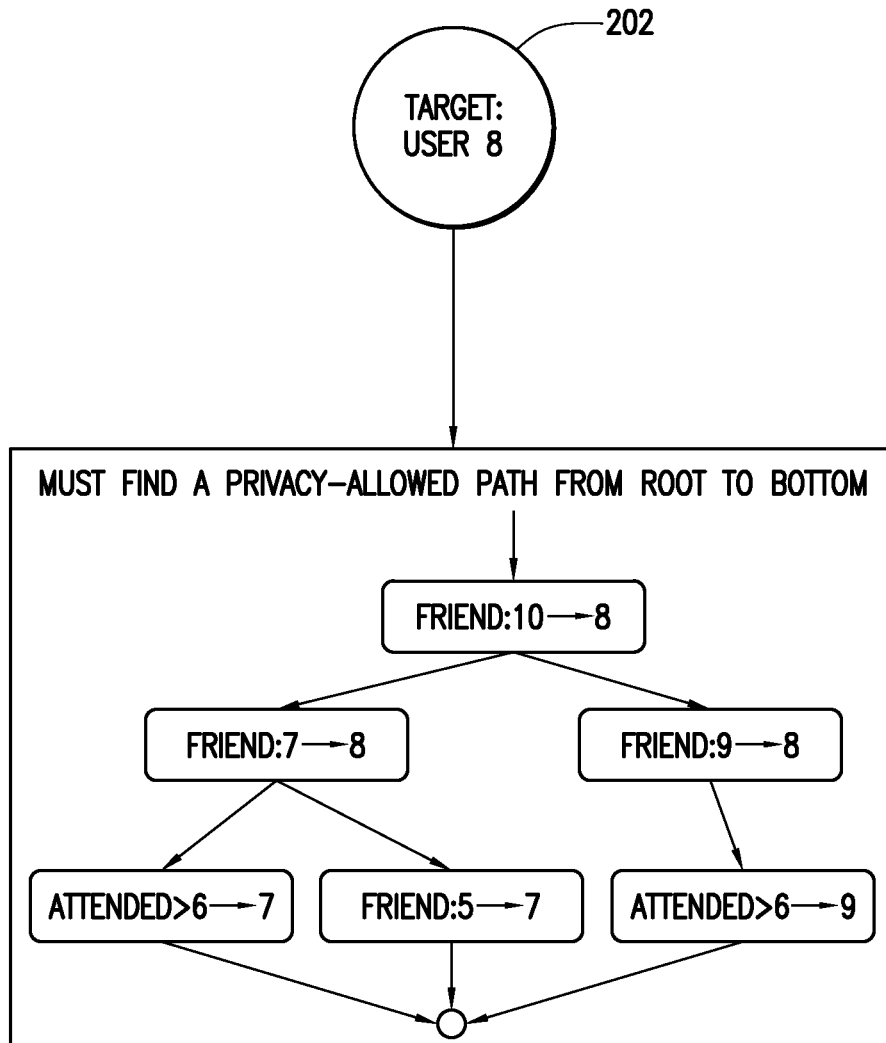 202
TARGET:
USER 8
MUST FIND A PRIVACY-ALLOWED PATH FROM ROOT TO BOTTOM
FRIEND:10→8
FRIEND:7→8
FRIEND:9→8
ATTENDED>6→7
FRIEND:5→7
ATTENDED>6→9